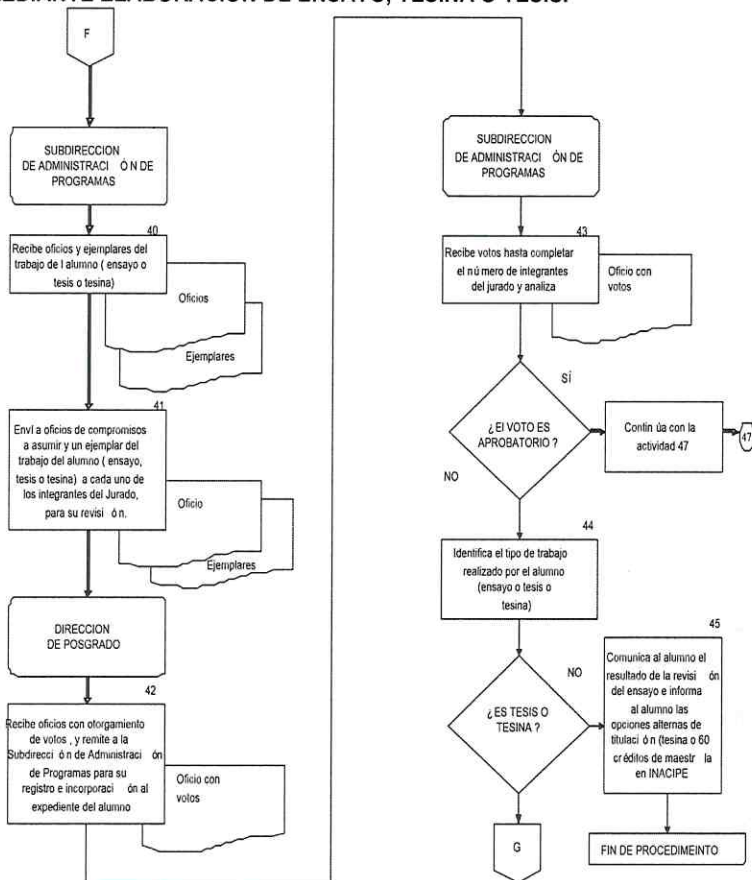 MEDIANTE ELABORACIÓN DE ENSAYO, TESINA O TESIS.
F
SUBDIRECCION
DE ADMINISTRACI ÓN DE
PROGRAMAS
40
Recibe oficios y ejemplares del
trabajo de l alumno ( ensayo o
tesis o tesina)
Oficios
Ejemplares
41
Enví a oficios de compromisos
a asumir y un ejemplar del
trabajo del alumno ( ensayo,
tesis o tesina) a cada uno de
los integrantes del Jurado,
para su revisi ón.
Oficio
Ejemplares
DIRECCION
DE POSGRADO
42
Recibe oficios con otorgamiento
de votos , y remite a la
Subdirecci ón de Administraci ón
de Programas para su
registro e incorporaci ón al
expediente del alumno
Oficio con
votos
SUBDIRECCION
DE ADMINISTRACI ÓN DE
PROGRAMAS
43
Recibe votos hasta completar
el nú mero de integrantes
del jurado y analiza
Oficio con
votos
SÍ
¿El VOTO ES
APROBATORIO ?
Contin úa con la
actividad 47
47
NO
44
Identifica el tipo de trabajo
realizado por el alumno
(ensayo o tesis o
tesina)
45
NO
¿ES TESIS O
TESINA ?
Comunica al alumno el
resultado de la revisi ón
del ensayo e informa
al alumno las
opciones alternas de
titulaci ón (tesina o 60
cr éditos de maestr ía
en INACIPE
G
FIN DE PROCEDIMEINTO